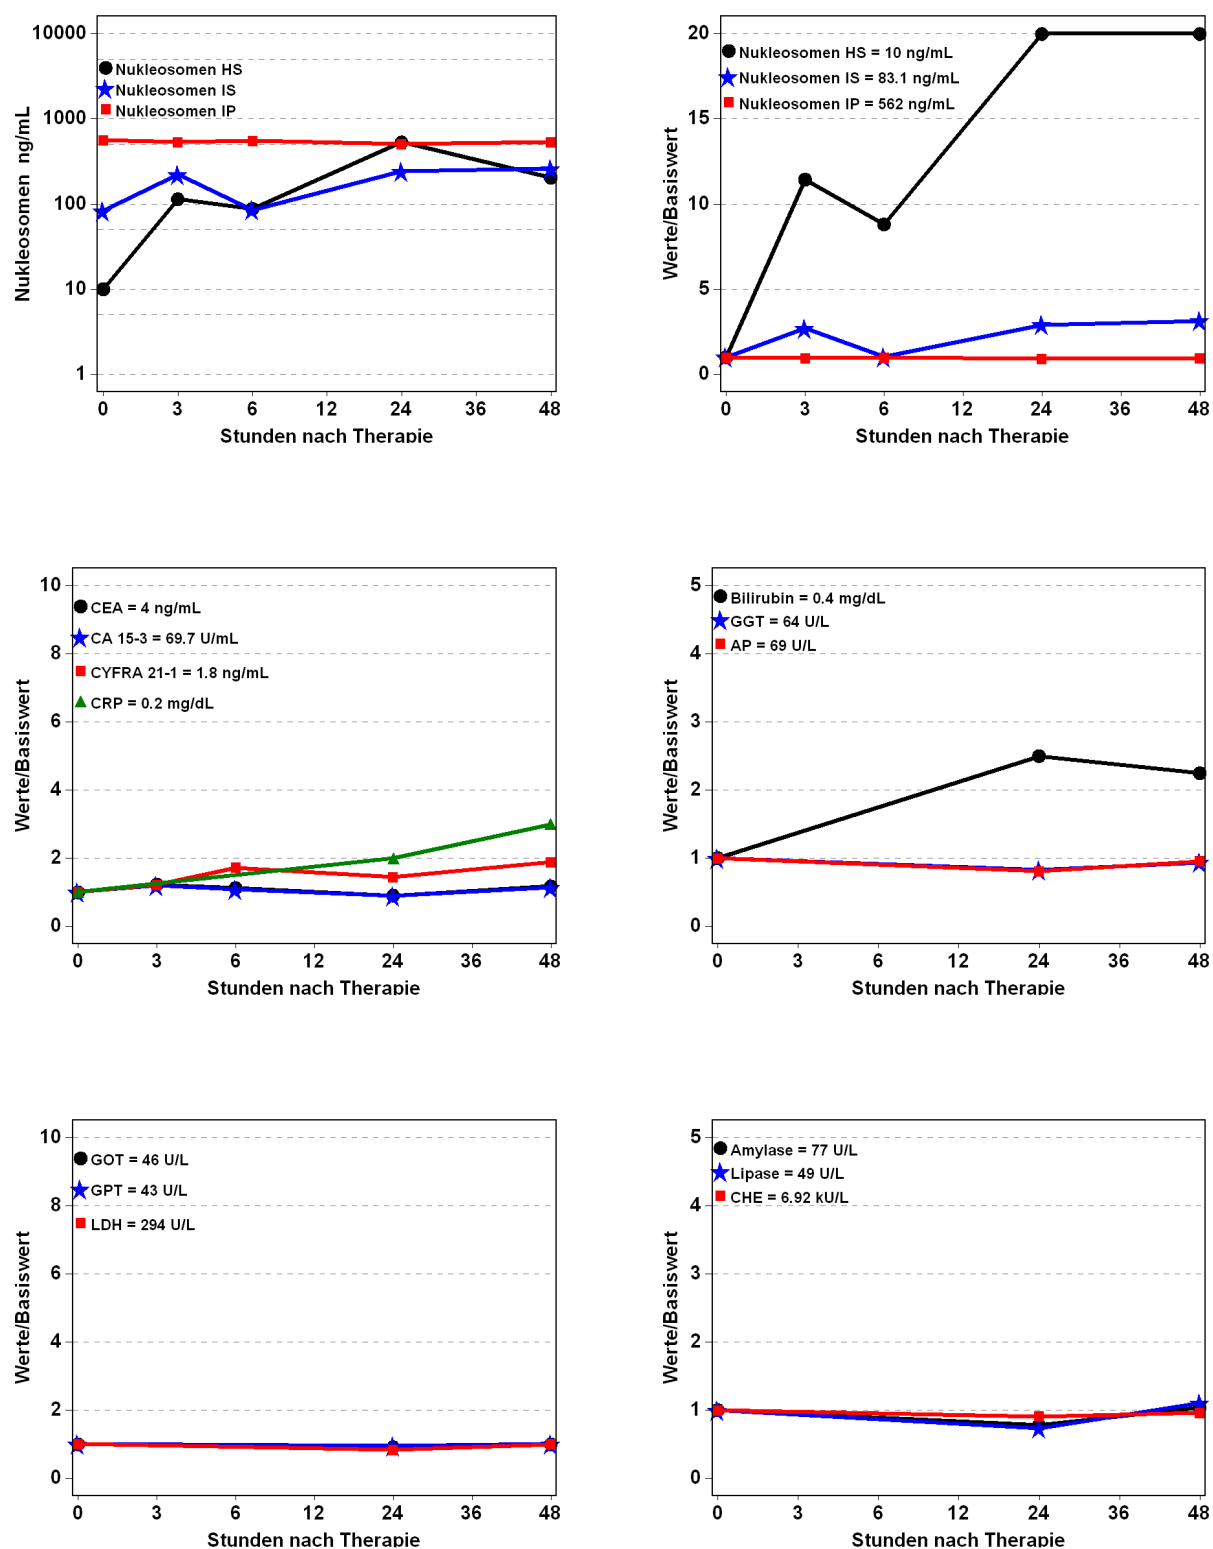 10000
1000
100
10
1
Nukleosomen ng/mL
Nukleosomen HS
Nukleosomen IS
Nukleosomen IP
0 3 6 12 24 36 48
Stunden nach Therapie
20
15
10
5
0
Werte/Basiswert
Nukleosomen HS = 10 ng/mL
Nukleosomen IS = 83.1 ng/mL
Nukleosomen IP = 562 ng/mL
0 3 6 12 24 36 48
Stunden nach Therapie
10
8
6
4
2
0
Werte/Basiswert
CEA = 4 ng/mL
CA 15-3 = 69.7 U/mL
CYFRA 21-1 = 1.8 ng/mL
CRP = 0.2 mg/dL
0 3 6 12 24 36 48
Stunden nach Therapie
5
4
3
2
1
0
Werte/Basiswert
Bilirubin = 0.4 mg/dL
GGT = 64 U/L
AP = 69 U/L
0 3 6 12 24 36 48
Stunden nach Therapie
10
8
6
4
2
0
Werte/Basiswert
GOT = 46 U/L
GPT = 43 U/L
LDH = 294 U/L
0 3 6 12 24 36 48
Stunden nach Therapie
5
4
3
2
1
0
Werte/Basiswert
Amylase = 77 U/L
Lipase = 49 U/L
CHE = 6.92 kU/L
0 3 6 12 24 36 48
Stunden nach Therapie